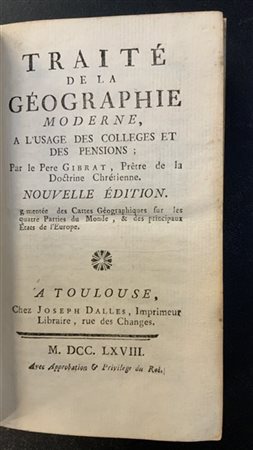 TRAITÉ
DE LA
GÉOGRAPHIE
MODERNE,
A L'USAGE DES COLLEGES ET
DES PENSIONS ;
Par le Pere GIBRAT, Prêtre de la
Doctrine Chrétienne.
NOUVELLE ÉDITION.
gmentée des Cartes Géographiques sur les
quatre Parties du Monde, & des principaux
États de l'Europe.
A TOULOUSE,
Chez JOSEPH DALLES, Imprimeur
Libraire, rue des Changes.
M. DCC. LXVIII.
Avec Approbation & Privilege du Roi.